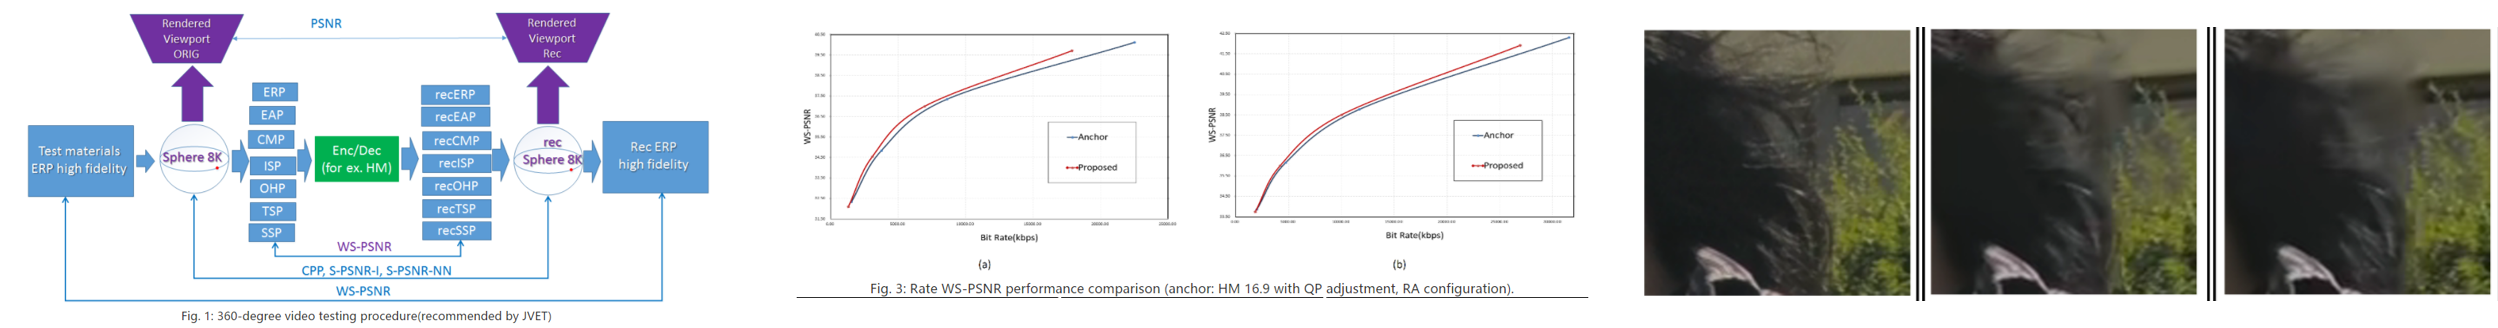 Rendered
Viewport
ORIG
PSNR
Rendered
Viewport
Rec
Test materials
ERP high fidelity
Sphere 8K
ERP
EAP
CMP
ISP
OHP
TSP
SSP
Enc/Dec
(for ex. HM)
recERP
recEAP
recCMP
recISP
recOHP
recTSP
recSSP
rec
Sphere 8K
Rec ERP
high fidelity
WS-PSNR
CPP, S-PSNR-I, S-PSNR-NN
WS-PSNR
Fig. 1: 360-degree video testing procedure(recommended by JVET)
WS-PSNR
Anchor
Proposed
Bit Rate(kbps)
(a)
WS-PSNR
Anchor
Proposed
Bit Rate(kbps)
(b)
Fig. 3: Rate WS-PSNR performance comparison (anchor: HM 16.9 with QP adjustment, RA configuration).